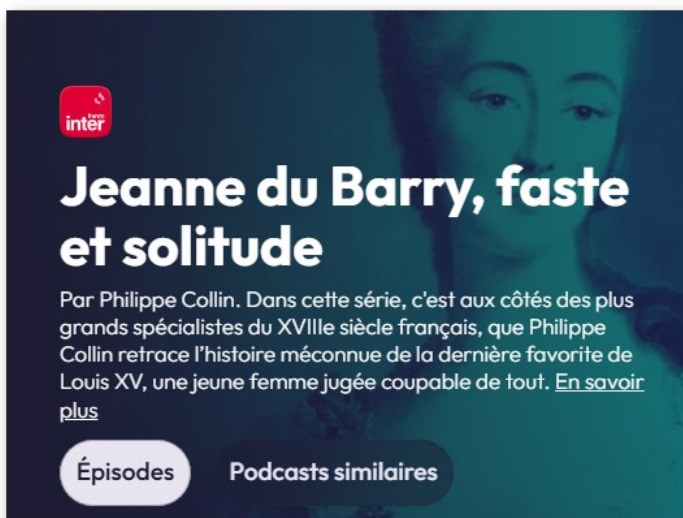 france
inter
Jeanne du Barry, faste
et solitude
Par Philippe Collin. Dans cette série, c'est aux côtés des plus
grands spécialistes du XVIIIe siècle français, que Philippe
Collin retrace l’histoire méconnue de la dernière favorite de
Louis XV, une jeune femme jugée coupable de tout. En savoir
plus
Épisodes Podcasts similaires